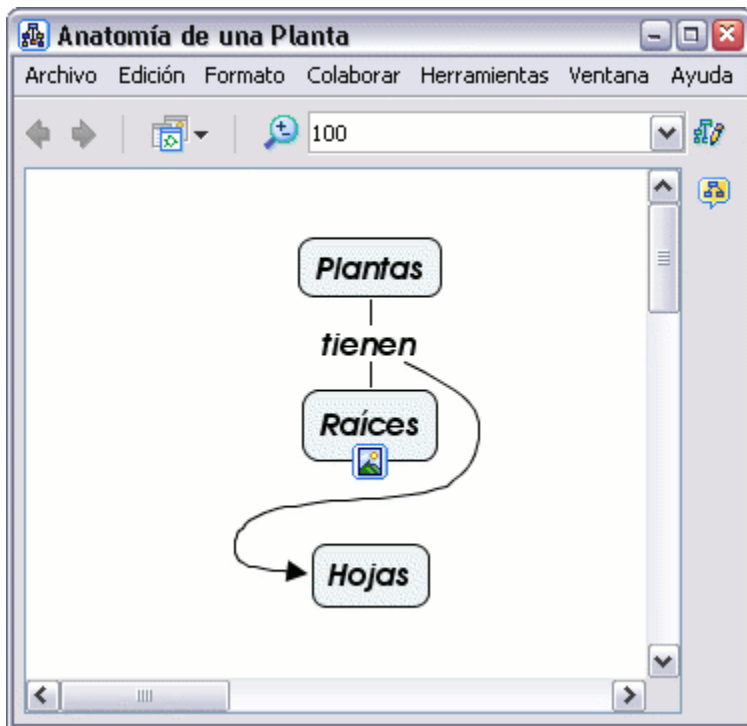 Anatomía de una Planta
Archivo Edición Formato Colaborar Herramientas Ventana Ayuda
100
Plantas
tienen
Raíces
Hojas